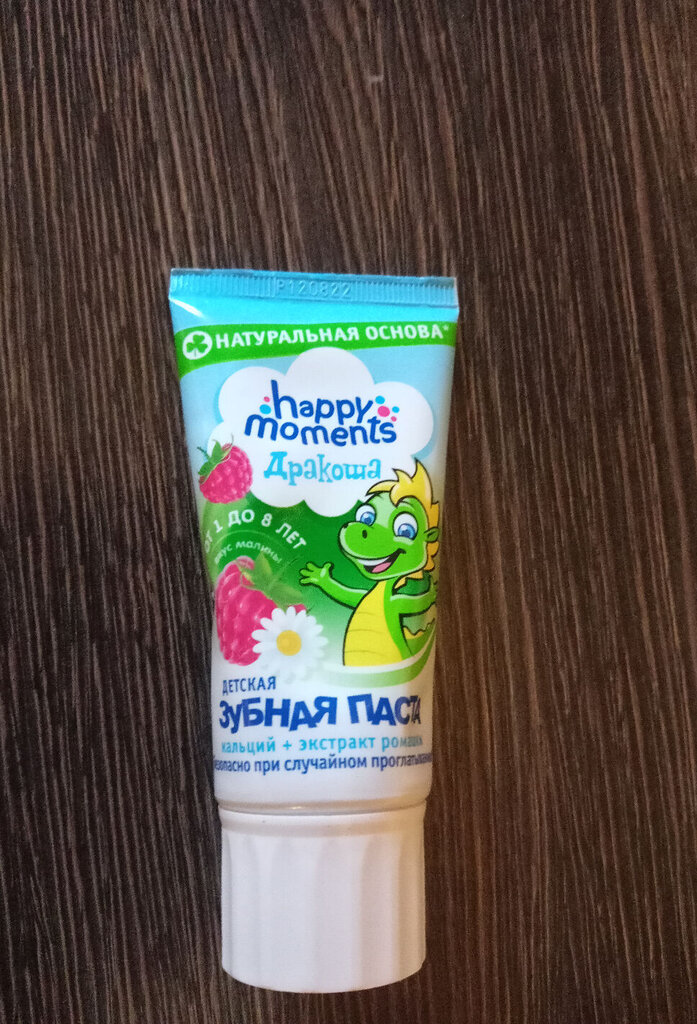 P120822
НАТУРАЛЬНАЯ ОСНОВА*
happy
moments
Дракоша
ОТ 1 ДО 8 ЛЕТ
вкус малины
ДЕТСКАЯ
ЗУБНАЯ ПАСТА
кальций + экстракт ромашки
безопасно при случайном проглатывании